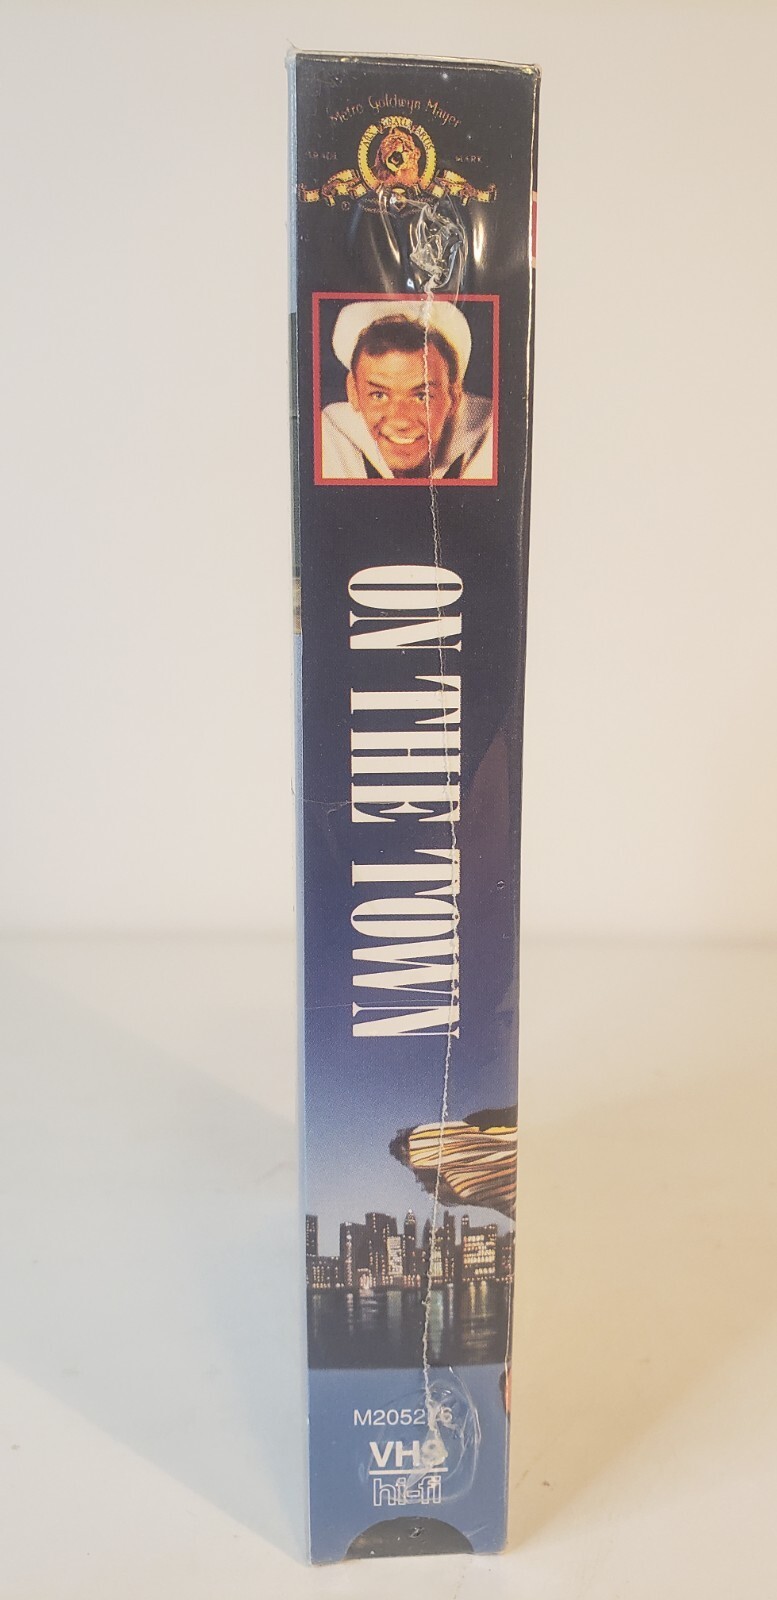 Metro Goldwyn Mayer
TRADE MARK
ON THE TOWN
VHS
hi-fi